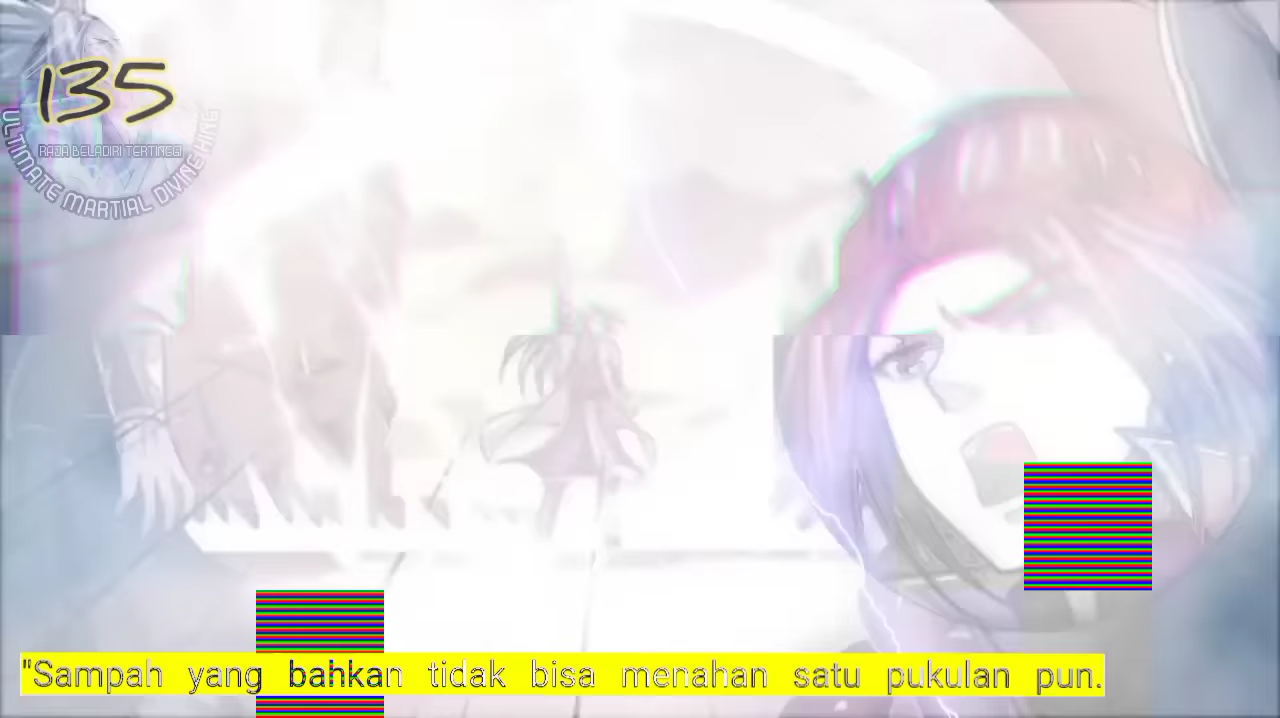 135
RAJA BELADIRI TERTINGGI
ULTIMATE MARTIAL DIVINE KING
"Sampah yang bahkan tidak bisa menahan satu pukulan pun.